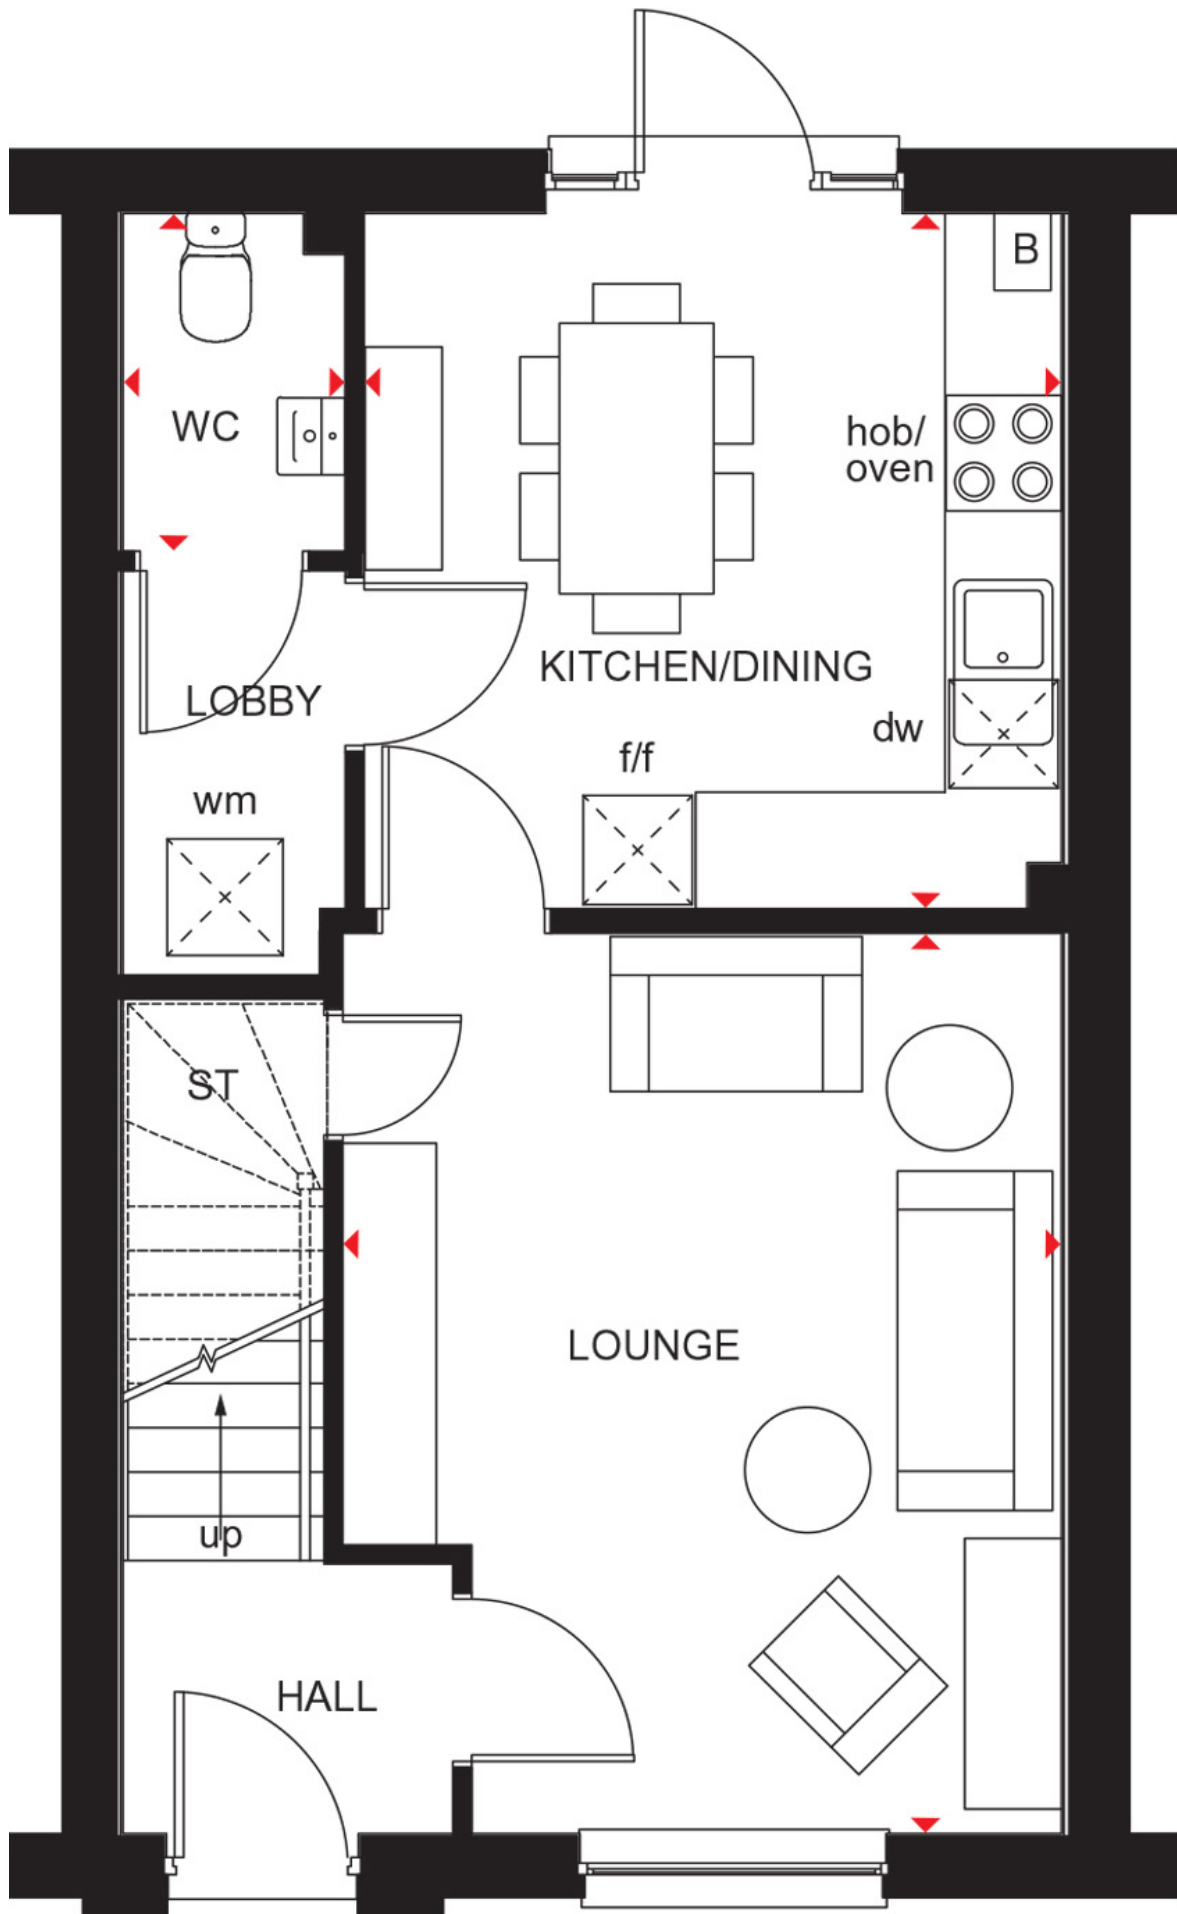 B
WC
hob/
oven
KITCHEN/DINING
LOBBY
dw
f/f
wm
ST
LOUNGE
up
HALL